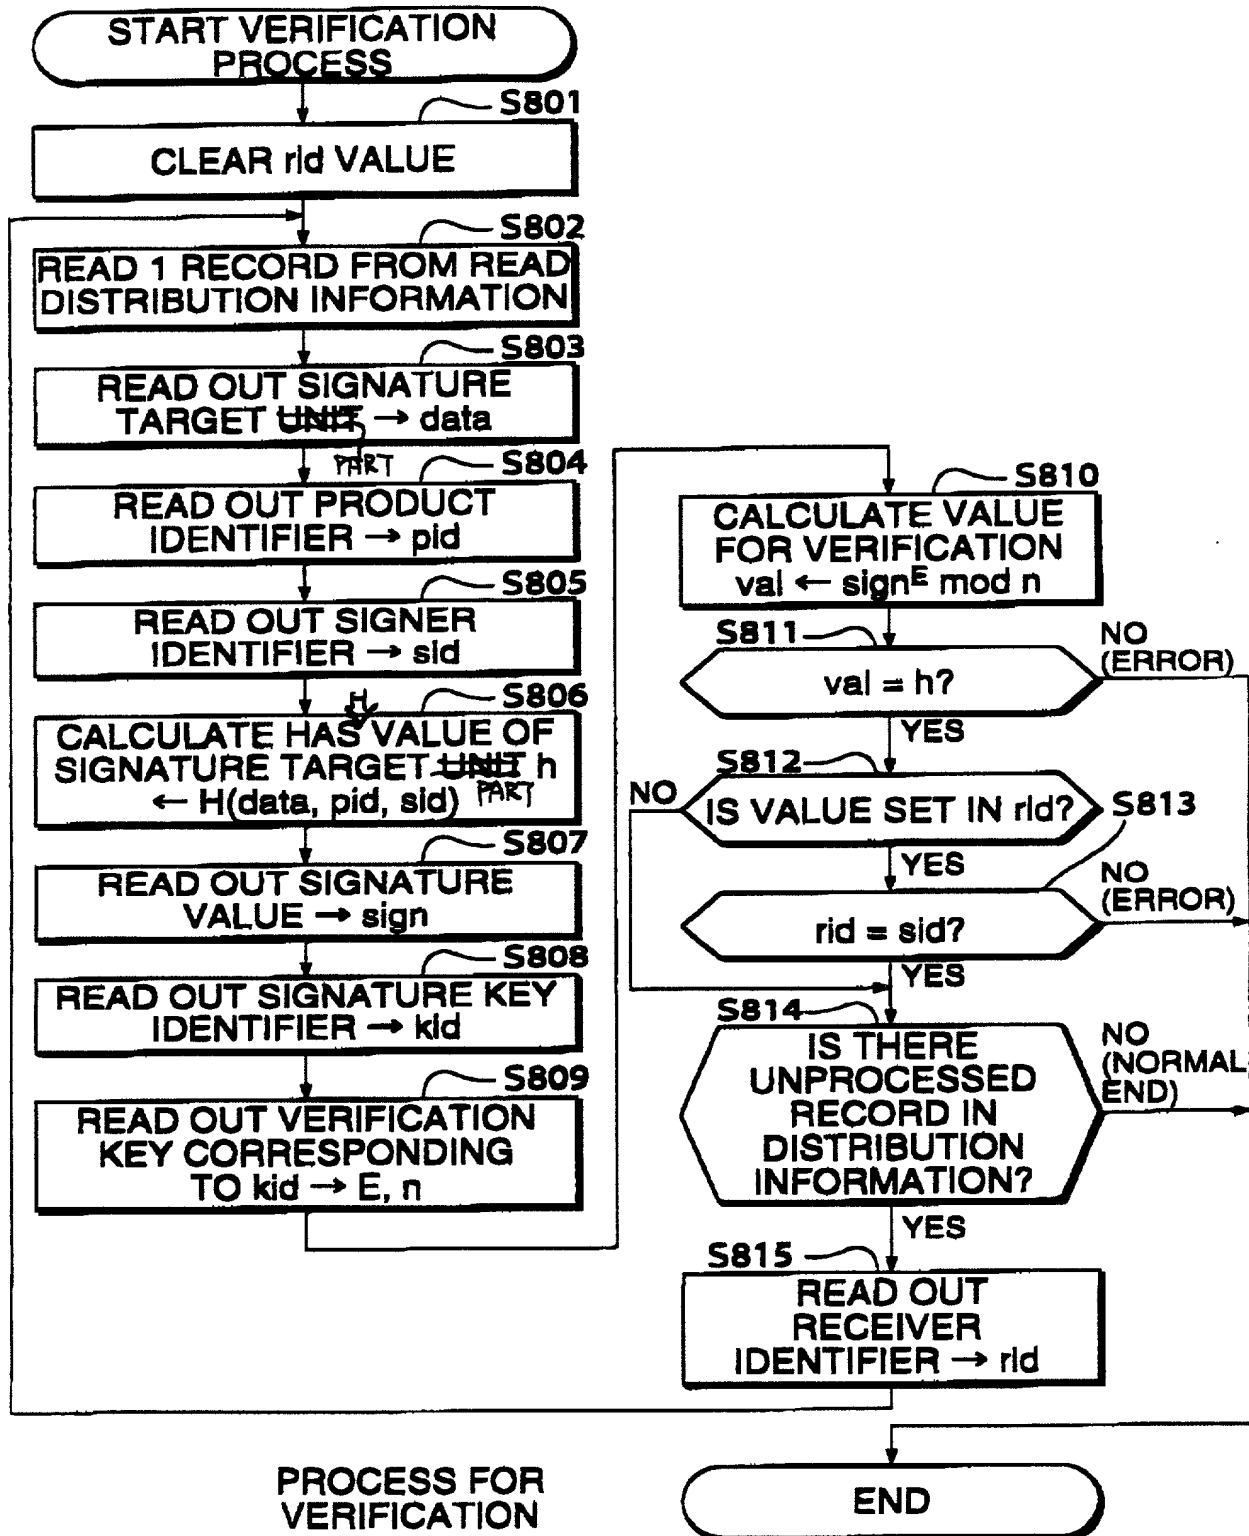 START VERIFICATION
PROCESS
S801
CLEAR rid VALUE
S802
READ 1 RECORD FROM READ
DISTRIBUTION INFORMATION
S803
READ OUT SIGNATURE
TARGET UNIT → data
PART
S804
READ OUT PRODUCT
IDENTIFIER → pid
S805
READ OUT SIGNER
IDENTIFIER → sid
S806
H
CALCULATE HAS VALUE OF
SIGNATURE TARGET UNIT h
PART
← H(data, pid, sid)
S807
READ OUT SIGNATURE
VALUE → sign
S808
READ OUT SIGNATURE KEY
IDENTIFIER → kid
S809
READ OUT VERIFICATION
KEY CORRESPONDING
TO kid → E, n
S810
CALCULATE VALUE
FOR VERIFICATION
val ← sign^E mod n
S811
val = h?
NO
(ERROR)
YES
S812
IS VALUE SET IN rid?
NO
YES
S813
rid = sid?
NO
(ERROR)
YES
S814
IS THERE
UNPROCESSED
RECORD IN
DISTRIBUTION
INFORMATION?
NO
(NORMAL
END)
YES
S815
READ OUT
RECEIVER
IDENTIFIER → rid
END
PROCESS FOR
VERIFICATION